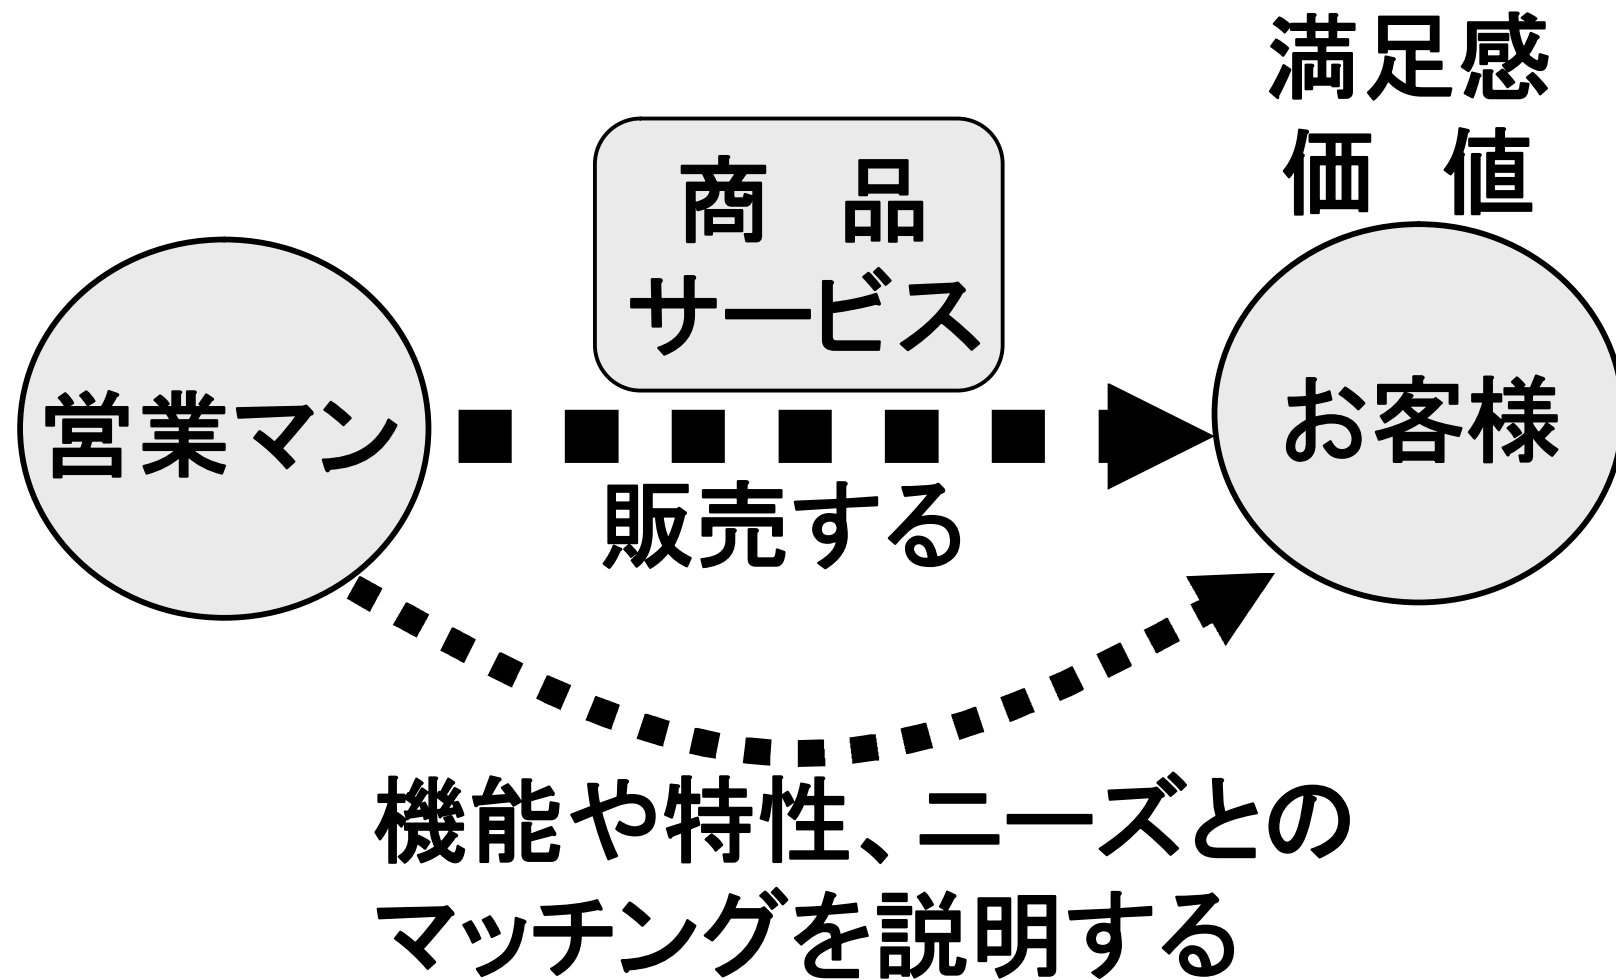 満足感
価　値
商　品
サービス
営業マン
お客様
販売する
機能や特性、ニーズとの
マッチングを説明する